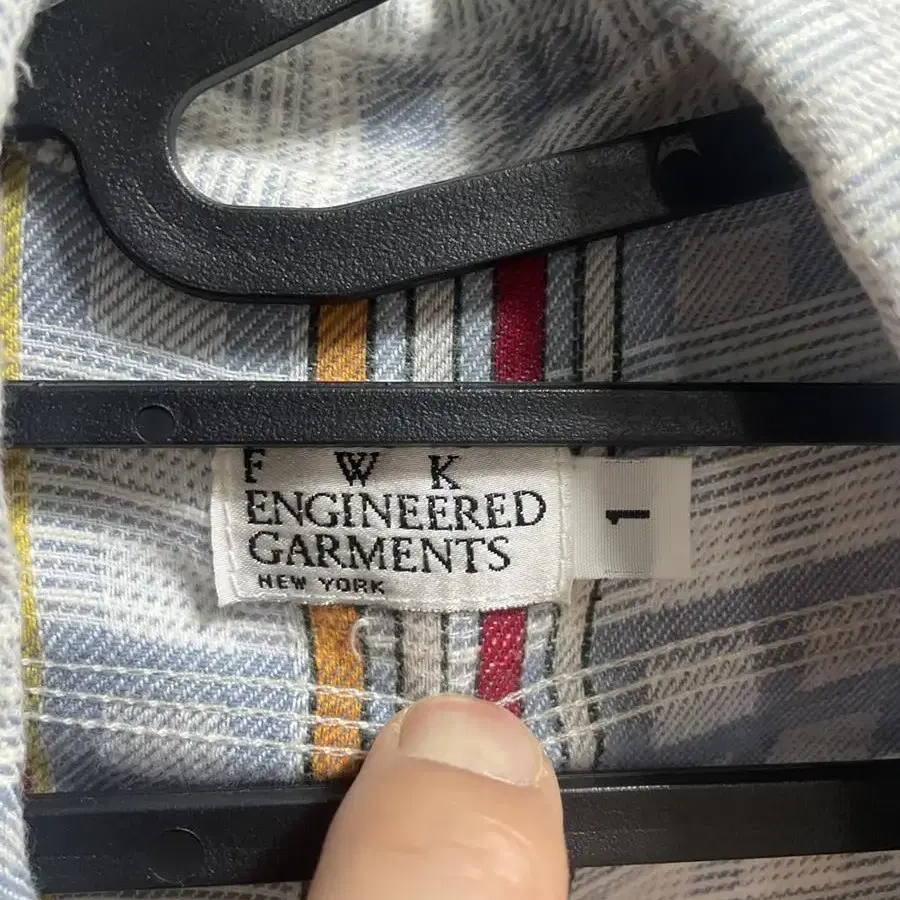 F W K
ENGINEERED
GARMENTS
NEW YORK
1